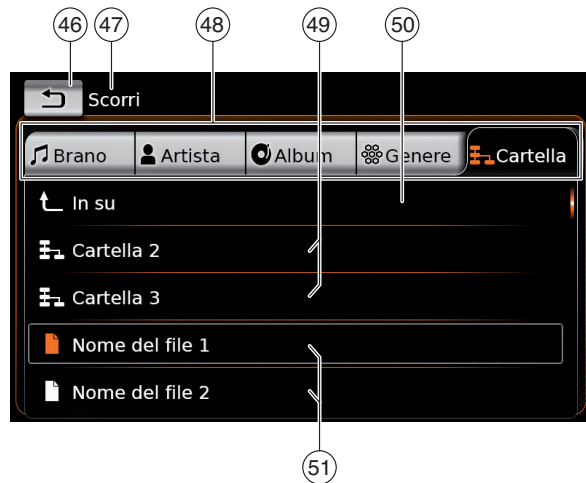 46 47 48 49 50
Scorri
Brano Artista Album Genere Cartella
In su
Cartella 2
Cartella 3
Nome del file 1
Nome del file 2
51